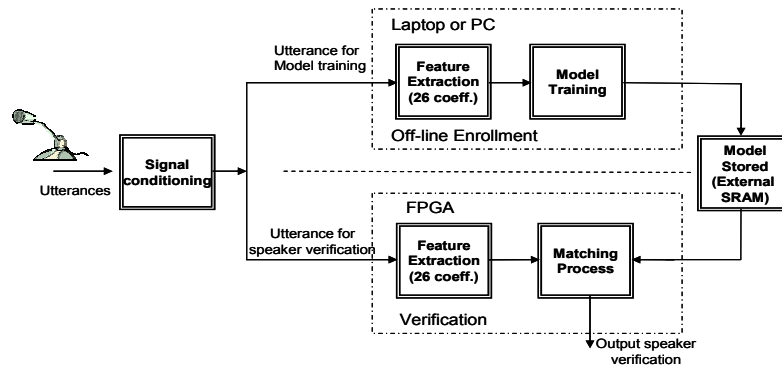 Laptop or PC
Utterance for
Model training
Feature
Extraction
(26 coeff.)
Model
Training
Off-line Enrollment
Utterances
Signal
conditioning
Model
Stored
(External
SRAM)
FPGA
Utterance for
speaker verification
Feature
Extraction
(26 coeff.)
Matching
Process
Verification
Output speaker
verification